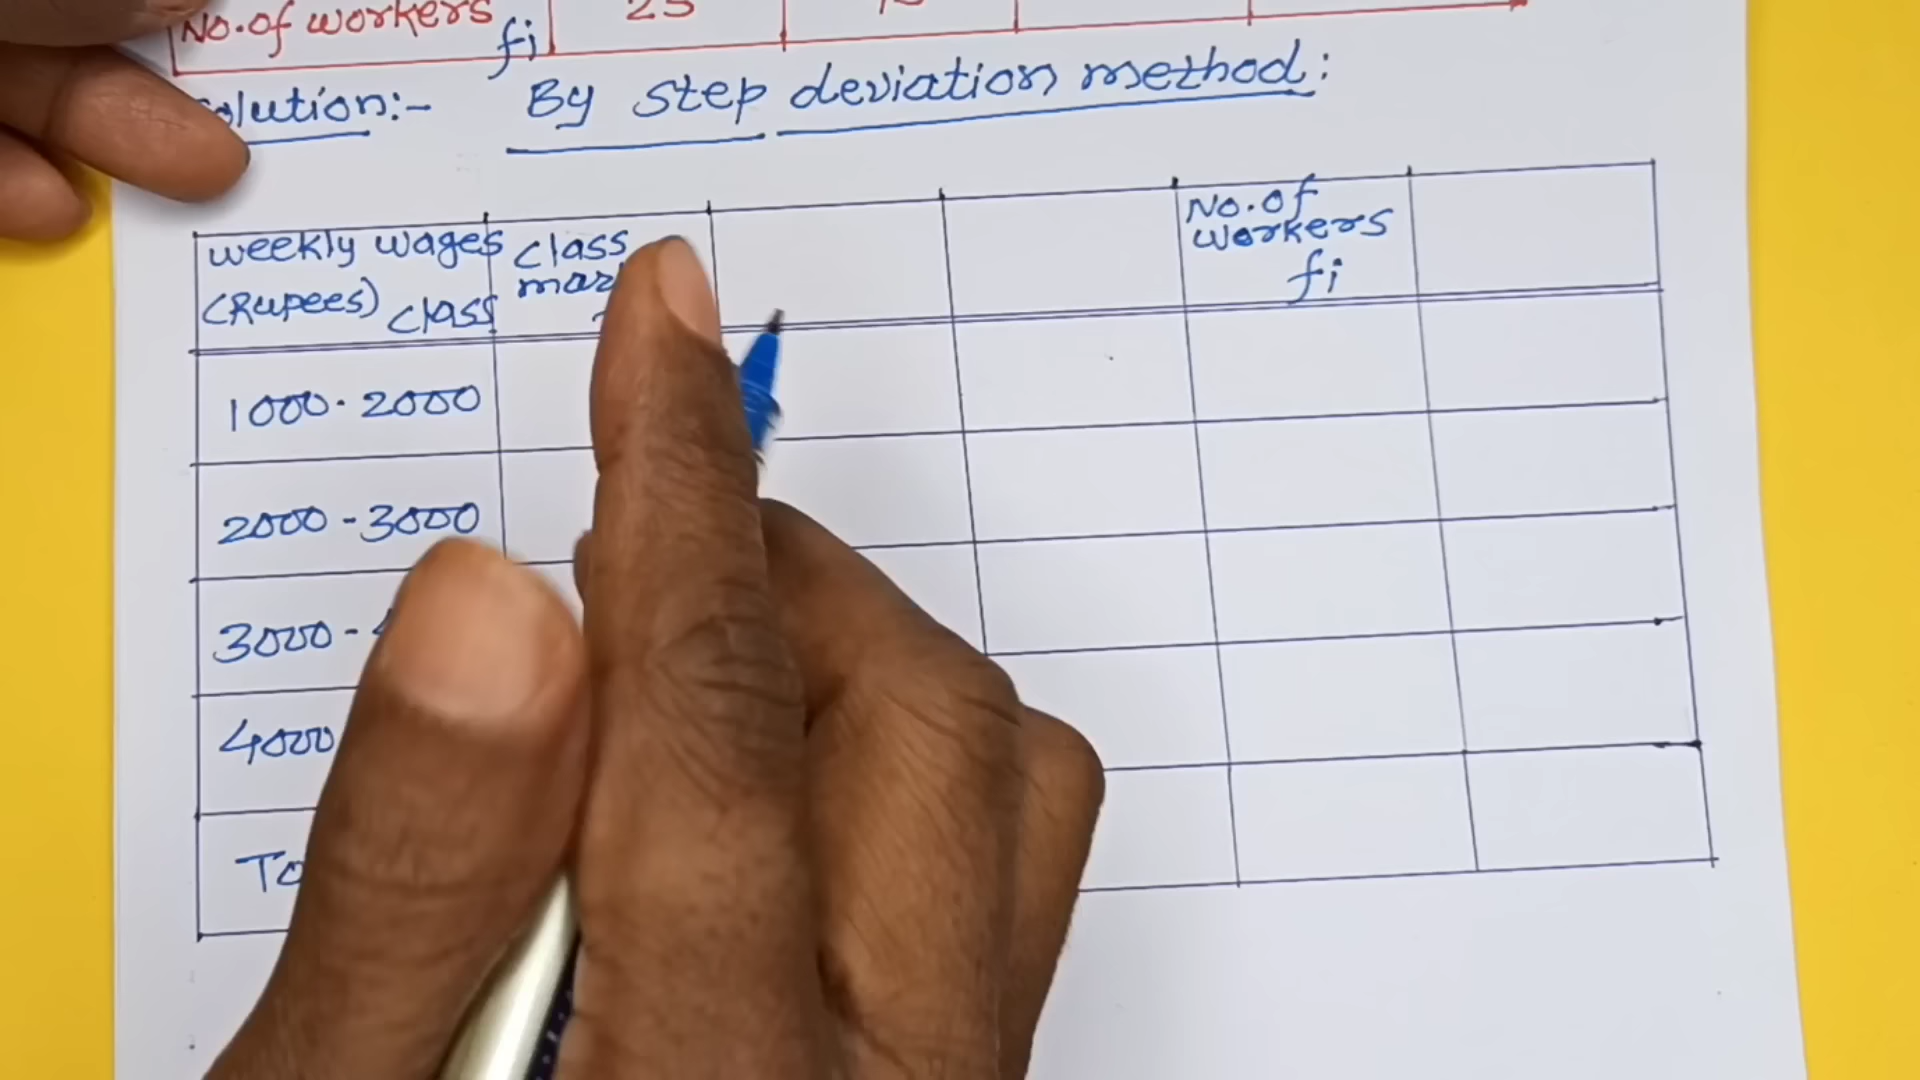 No.of workers fi 25
olution:- By step deviation method:
weekly wages
(Rupees) class
class
No.of
workers
fi
1000-2000
2000-3000
3000-
4000